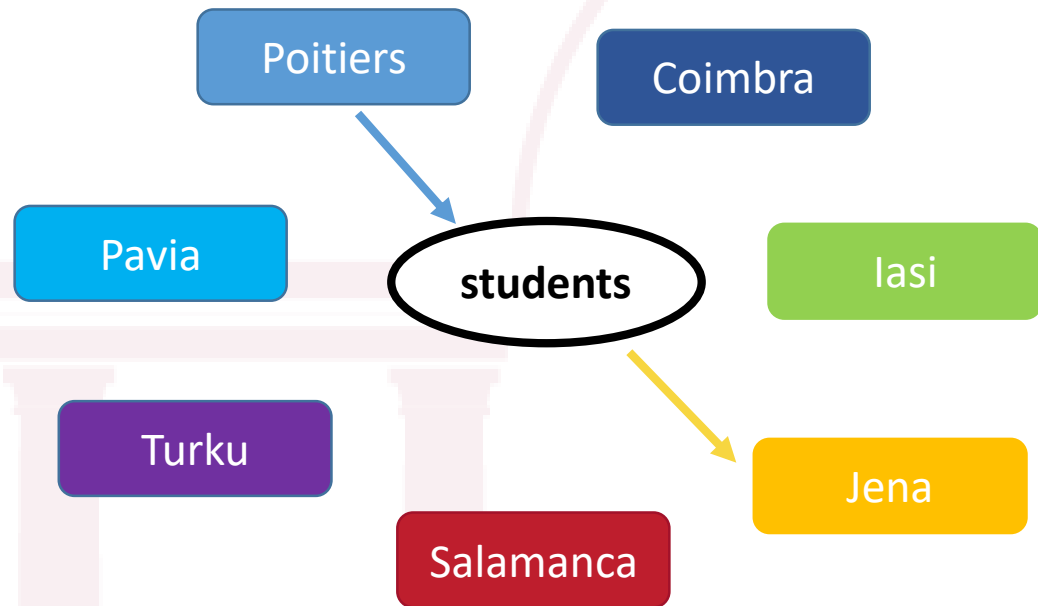 Poitiers
Coimbra
Pavia
students
Iasi
Turku
Jena
Salamanca